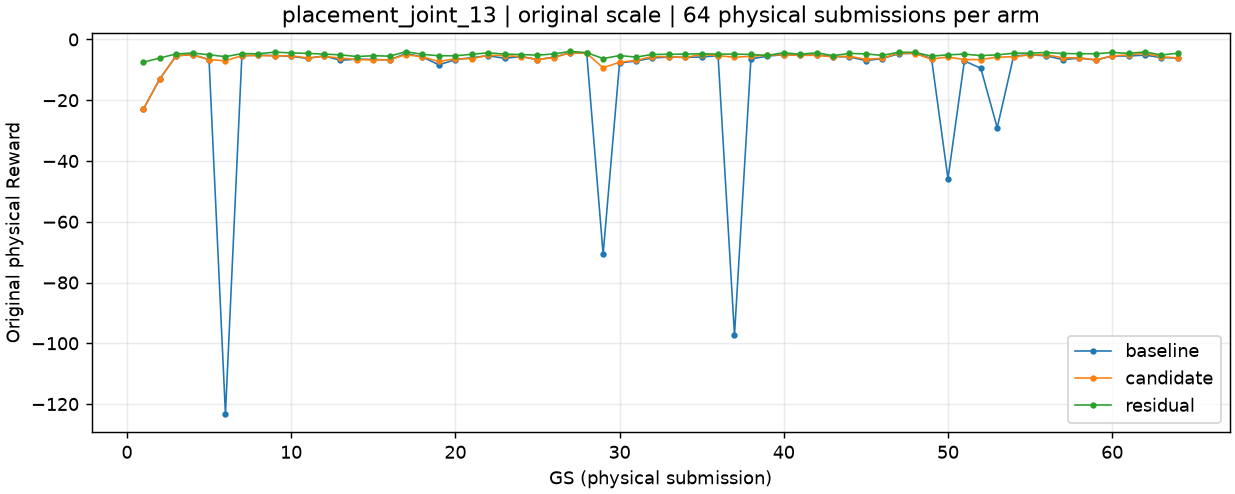 placement_joint_13 | original scale | 64 physical submissions per arm
Original physical Reward
0
−20
−40
−60
−80
−100
−120
0
10
20
30
40
50
60
GS (physical submission)
baseline
candidate
residual